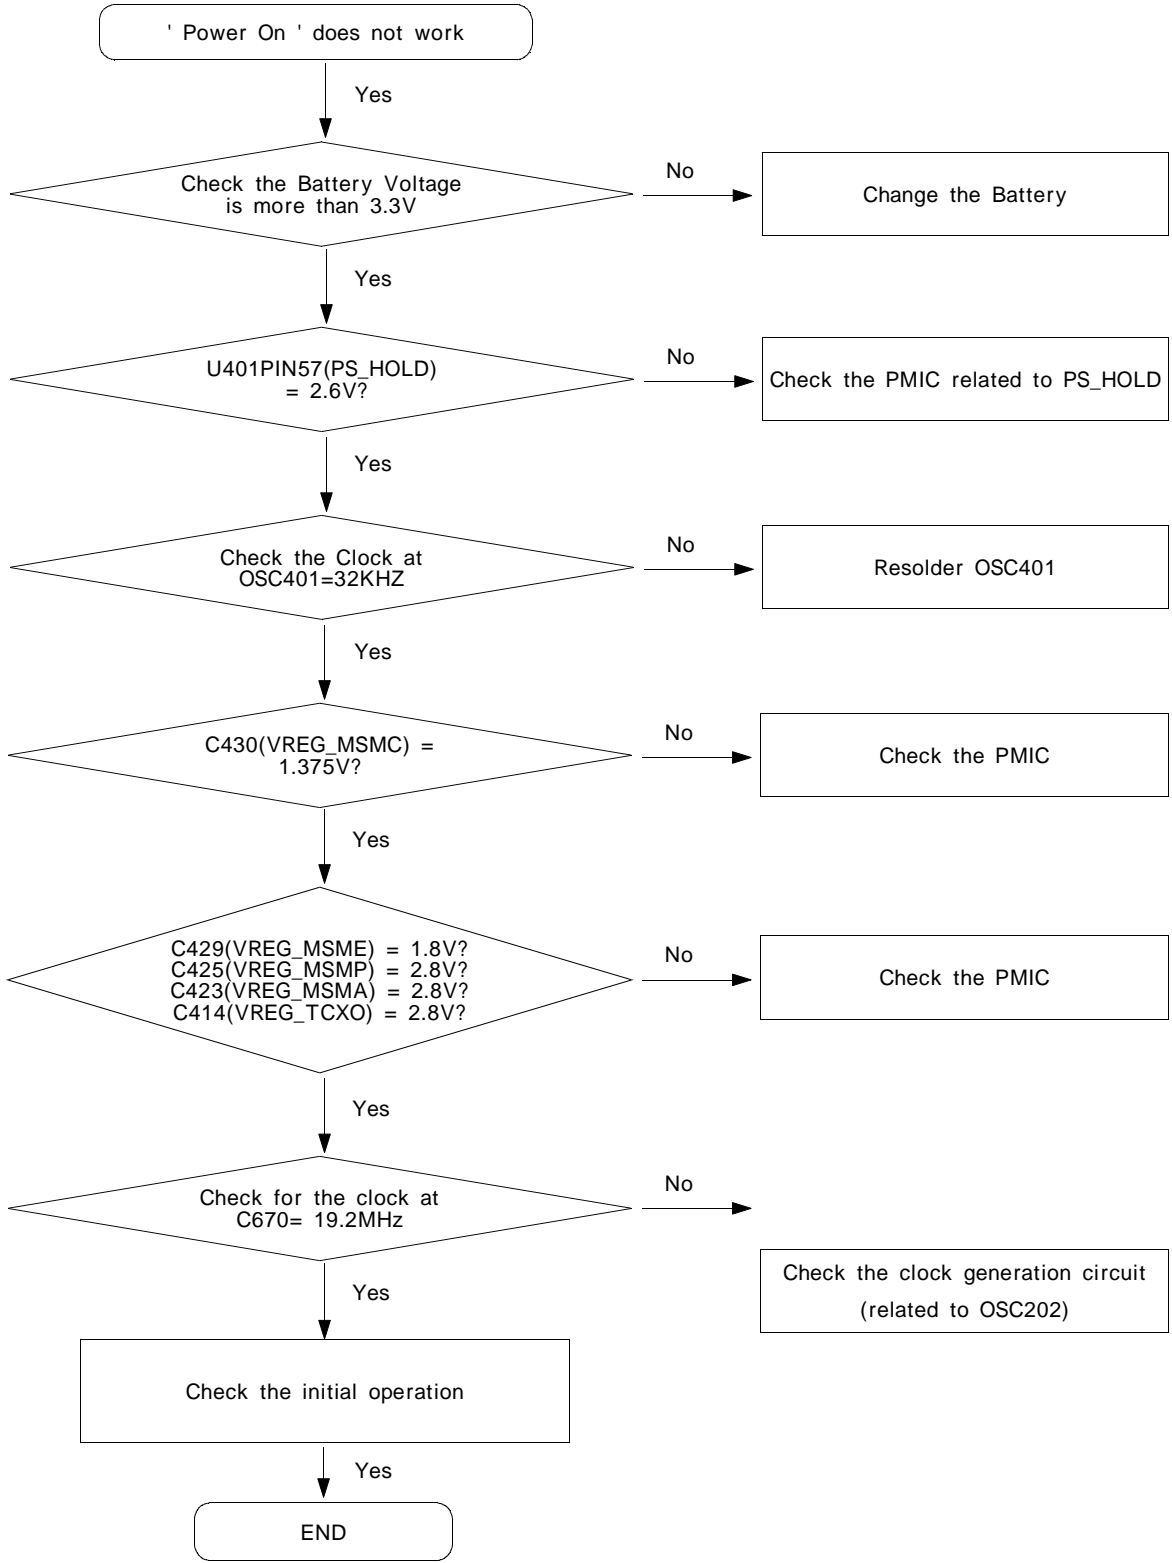 ' Power On ' does not work
Yes
Check the Battery Voltage
is more than 3.3V
No
Change the Battery
Yes
U401PIN57(PS_HOLD)
= 2.6V?
No
Check the PMIC related to PS_HOLD
Yes
Check the Clock at
OSC401=32KHZ
No
Resolder OSC401
Yes
C430(VREG_MSMC) =
1.375V?
No
Check the PMIC
Yes
C429(VREG_MSME) = 1.8V?
C425(VREG_MSMP) = 2.8V?
C423(VREG_MSMA) = 2.8V?
C414(VREG_TCXO) = 2.8V?
No
Check the PMIC
Yes
Check for the clock at
C670= 19.2MHz
No
Check the clock generation circuit
(related to OSC202)
Yes
Check the initial operation
Yes
END